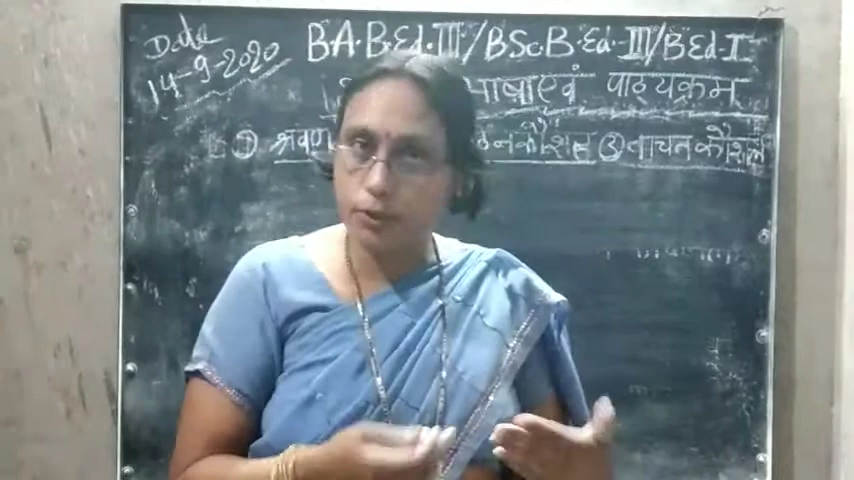 Date
14-9-2020
B.A. B.Ed. III / BSc B.Ed. III / B.Ed-I
भाषा एवं पाठ्यक्रम
① श्रवण कौशल ③ वाचन कौशल